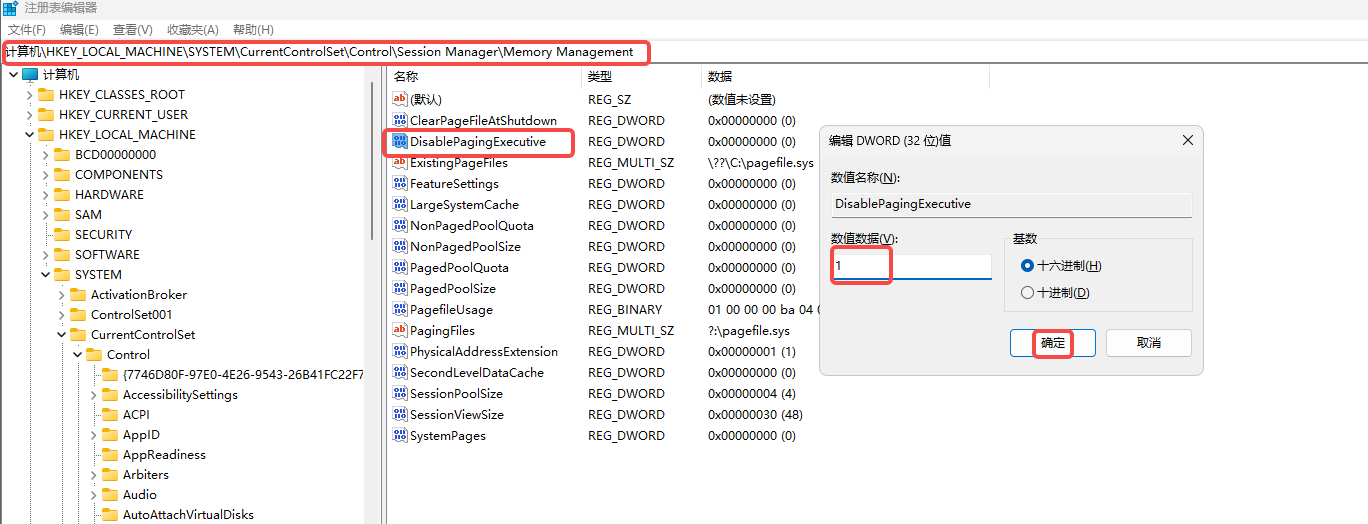 注册表编辑器
文件(F) 编辑(E) 查看(V) 收藏夹(A) 帮助(H)
计算机\HKEY_LOCAL_MACHINE\SYSTEM\CurrentControlSet\Control\Session Manager\Memory Management
计算机
HKEY_CLASSES_ROOT
HKEY_CURRENT_USER
HKEY_LOCAL_MACHINE
BCD00000000
COMPONENTS
HARDWARE
SAM
SECURITY
SOFTWARE
SYSTEM
ActivationBroker
ControlSet001
CurrentControlSet
Control
{7746D80F-97E0-4E26-9543-26B41FC22F7
AccessibilitySettings
ACPI
AppID
AppReadiness
Arbiters
Audio
AutoAttachVirtualDisks
名称 类型 数据
(默认) REG_SZ (数值未设置)
ClearPageFileAtShutdown REG_DWORD 0x00000000 (0)
DisablePagingExecutive REG_DWORD 0x00000000 (0)
ExistingPageFiles REG_MULTI_SZ \??\C:\pagefile.sys
FeatureSettings REG_DWORD 0x00000000 (0)
LargeSystemCache REG_DWORD 0x00000000 (0)
NonPagedPoolQuota REG_DWORD 0x00000000 (0)
NonPagedPoolSize REG_DWORD 0x00000000 (0)
PagedPoolQuota REG_DWORD 0x00000000 (0)
PagedPoolSize REG_DWORD 0x00000000 (0)
PagefileUsage REG_BINARY 01 00 00 00 ba 04 0
PagingFiles REG_MULTI_SZ ?:\pagefile.sys
PhysicalAddressExtension REG_DWORD 0x00000001 (1)
SecondLevelDataCache REG_DWORD 0x00000000 (0)
SessionPoolSize REG_DWORD 0x00000004 (4)
SessionViewSize REG_DWORD 0x00000030 (48)
SystemPages REG_DWORD 0x00000000 (0)
编辑 DWORD (32 位)值
数值名称(N):
DisablePagingExecutive
数值数据(V):
1
基数
十六进制(H)
十进制(D)
确定 取消